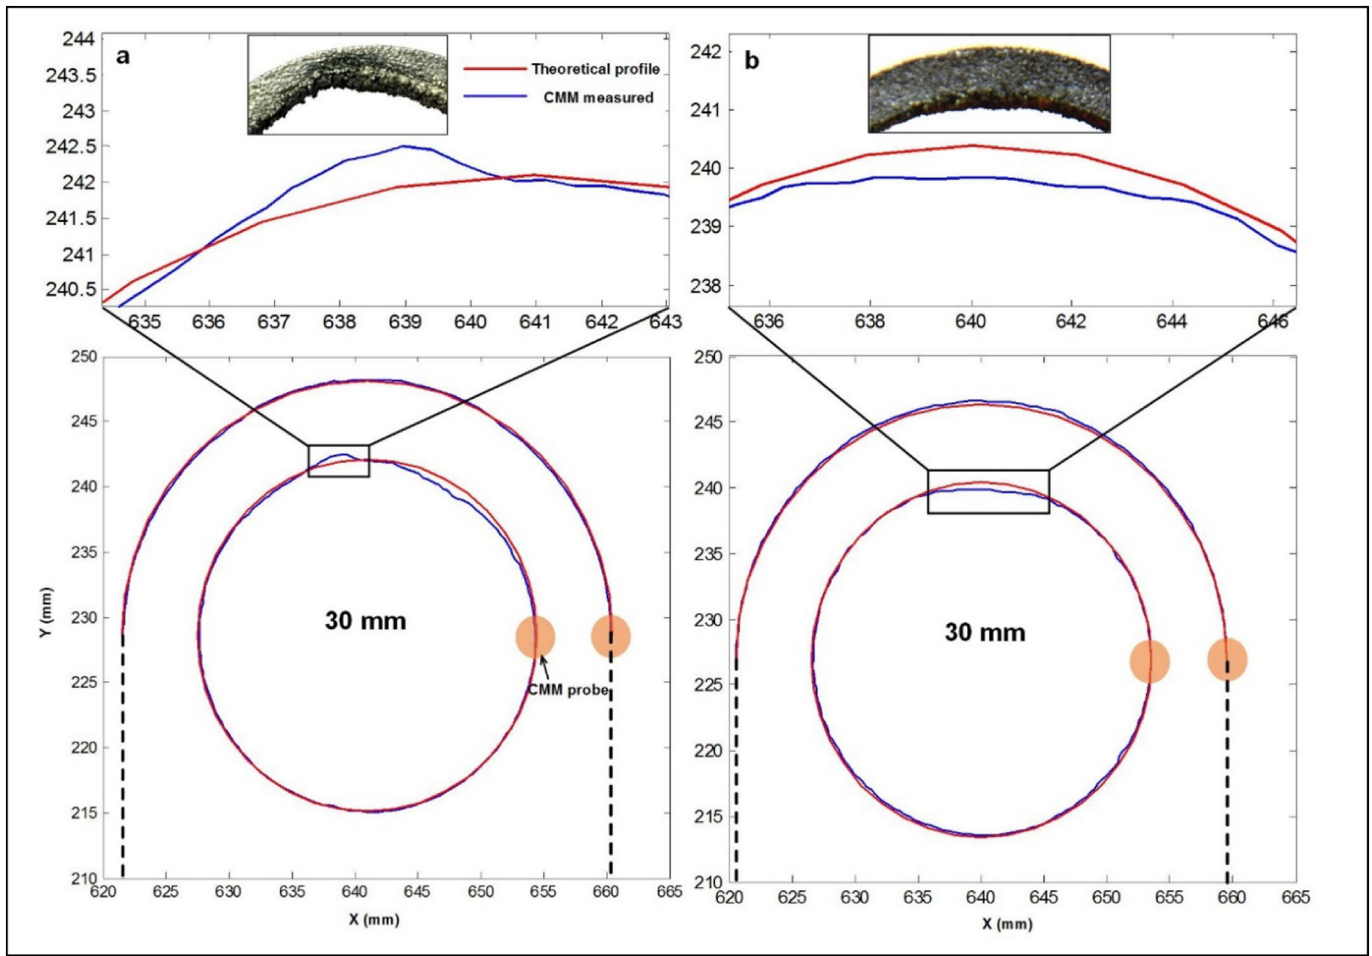 a
244
243.5
243
242.5
242
241.5
241
240.5
635 636 637 638 639 640 641 642 643
Theoretical profile
CMM measured
b
242
241
240
239
238
636 638 640 642 644 646
250
245
240
235
230
225
220
215
210
620 625 630 635 640 645 650 655 660 665
Y (mm)
X (mm)
30 mm
CMM probe
250
245
240
235
230
225
220
215
210
620 625 630 635 640 645 650 655 660 665
X (mm)
30 mm